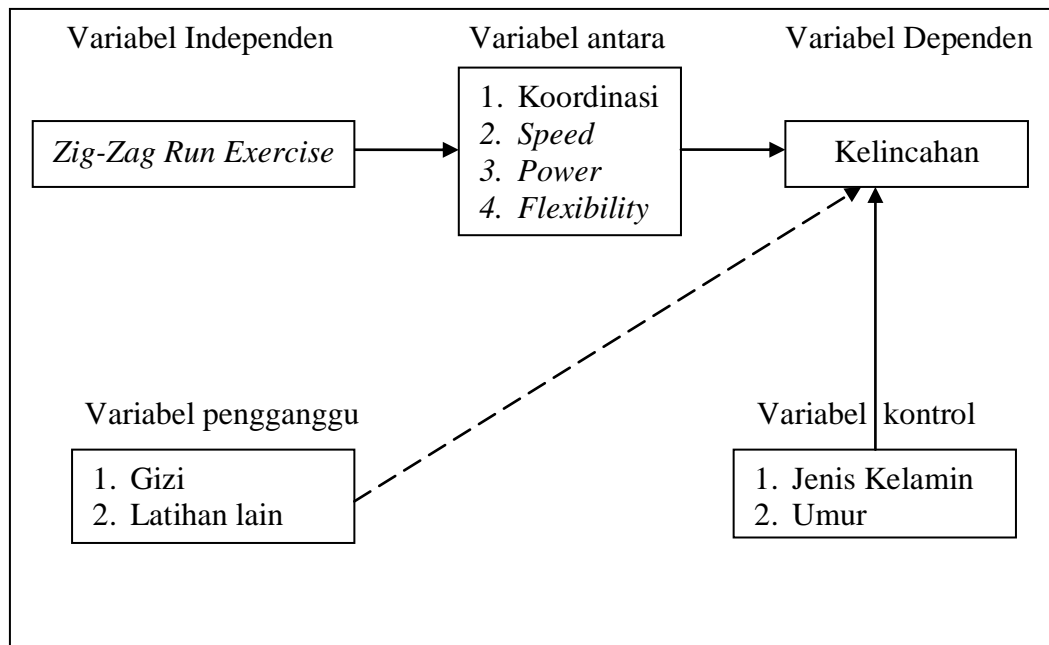 Variabel Independen
Variabel antara
Variabel Dependen
Zig-Zag Run Exercise
1. Koordinasi
2. Speed
3. Power
4. Flexibility
Kelincahan
Variabel pengganggu
1. Gizi
2. Latihan lain
Variabel kontrol
1. Jenis Kelamin
2. Umur